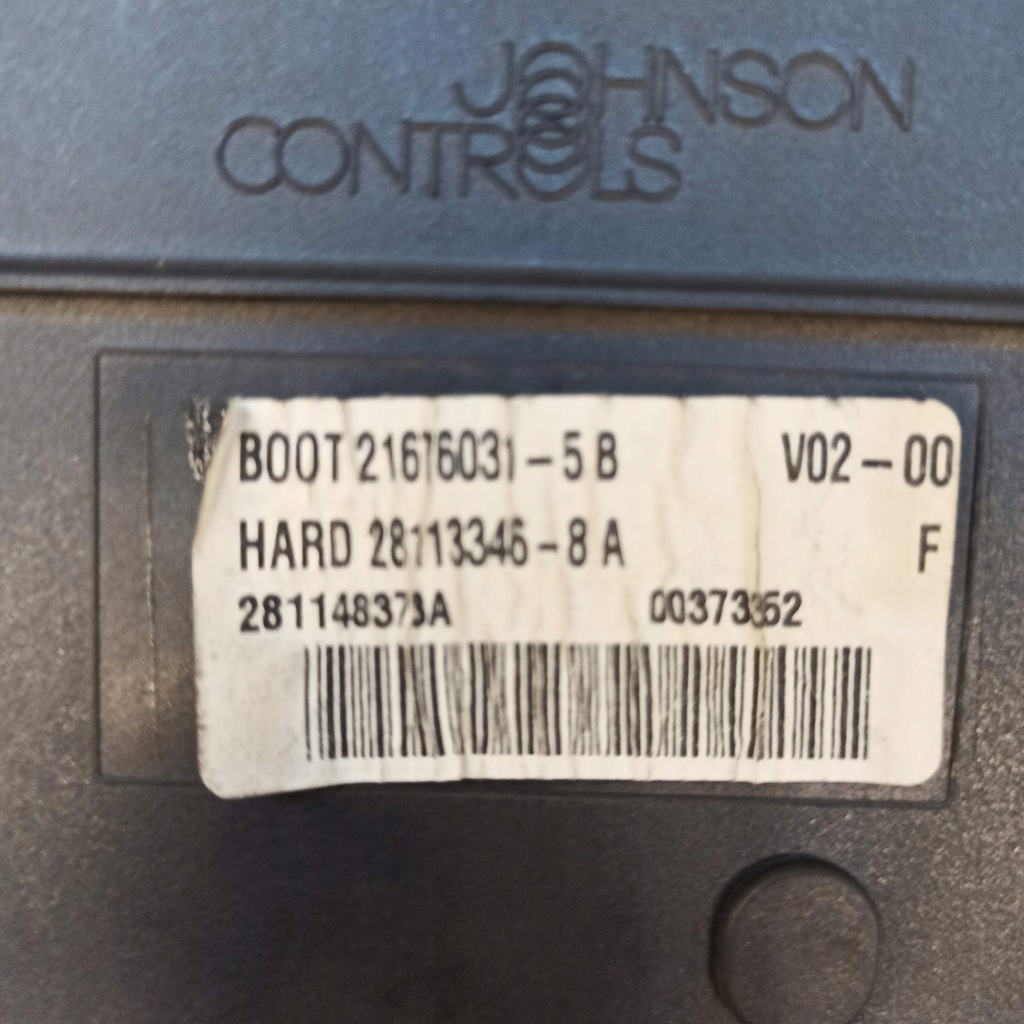 JOHNSON
CONTROLS
BOOT 21676031-5 B V02-00
HARD 28113346-8 A F
281148373A 00373352